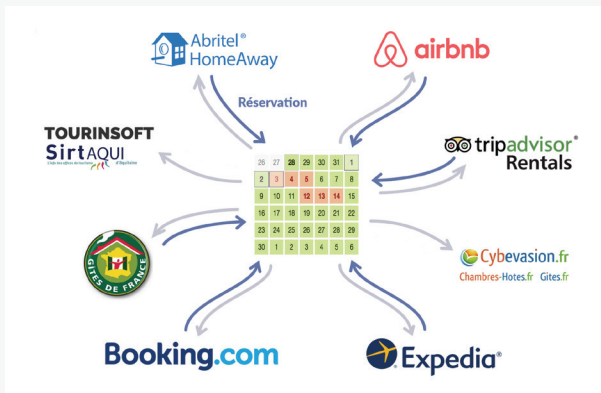 Abritel®
HomeAway
airbnb
Réservation
TOURINSOFT
SirtAQUI
tripadvisor®
Rentals
26 27 28 29 30 31 1
2 3 4 5 6 7 8
9 10 11 12 13 14 15
16 17 18 19 20 21 22
23 24 25 26 27 28 29
30 1 2 3 4 5 6
GÎTES DE FRANCE
Cybevasion.fr
Chambres-Hotes.fr Gites.fr
Booking.com
Expedia®